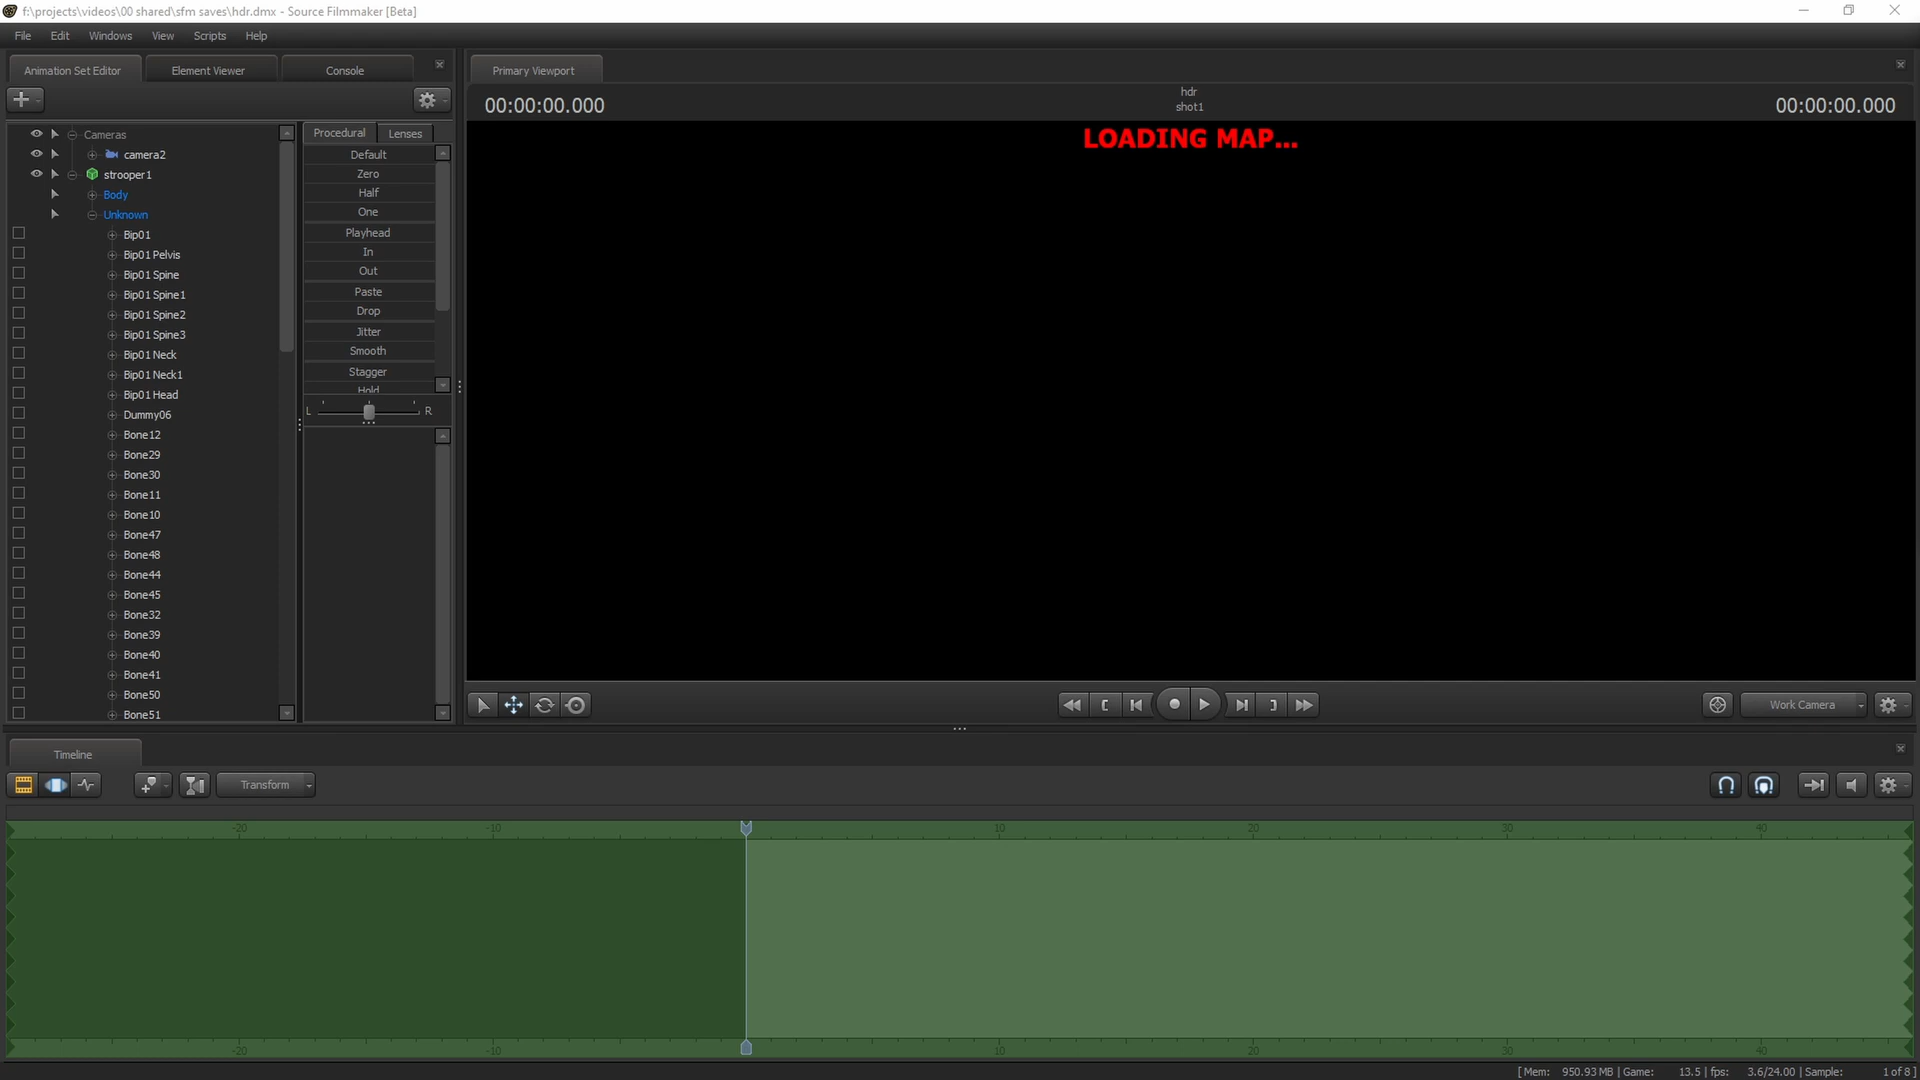 f:\projects\videos\00 shared\sfm saves\hdr.dmx - Source Filmmaker [Beta]
File Edit Windows View Scripts Help
Animation Set Editor Element Viewer Console
Primary Viewport
00:00:00.000
hdr
shot1
00:00:00.000
LOADING MAP...
Cameras
camera2
strooper1
Body
Unknown
Bip01
Bip01 Pelvis
Bip01 Spine
Bip01 Spine1
Bip01 Spine2
Bip01 Spine3
Bip01 Neck
Bip01 Neck1
Bip01 Head
Dummy06
Bone12
Bone29
Bone30
Bone11
Bone10
Bone47
Bone48
Bone44
Bone45
Bone32
Bone39
Bone40
Bone41
Bone50
Bone51
Procedural Lenses
Default
Zero
Half
One
Playhead
In
Out
Paste
Drop
Jitter
Smooth
Stagger
Hold
L R
Work Camera
Timeline
Transform
-20 -10 10 20 30 40
-20 -10 10 20 30 40
[ Mem: 950.93 MB | Game: 13.5 | fps: 3.6/24.00 | Sample: 1 of 8 ]